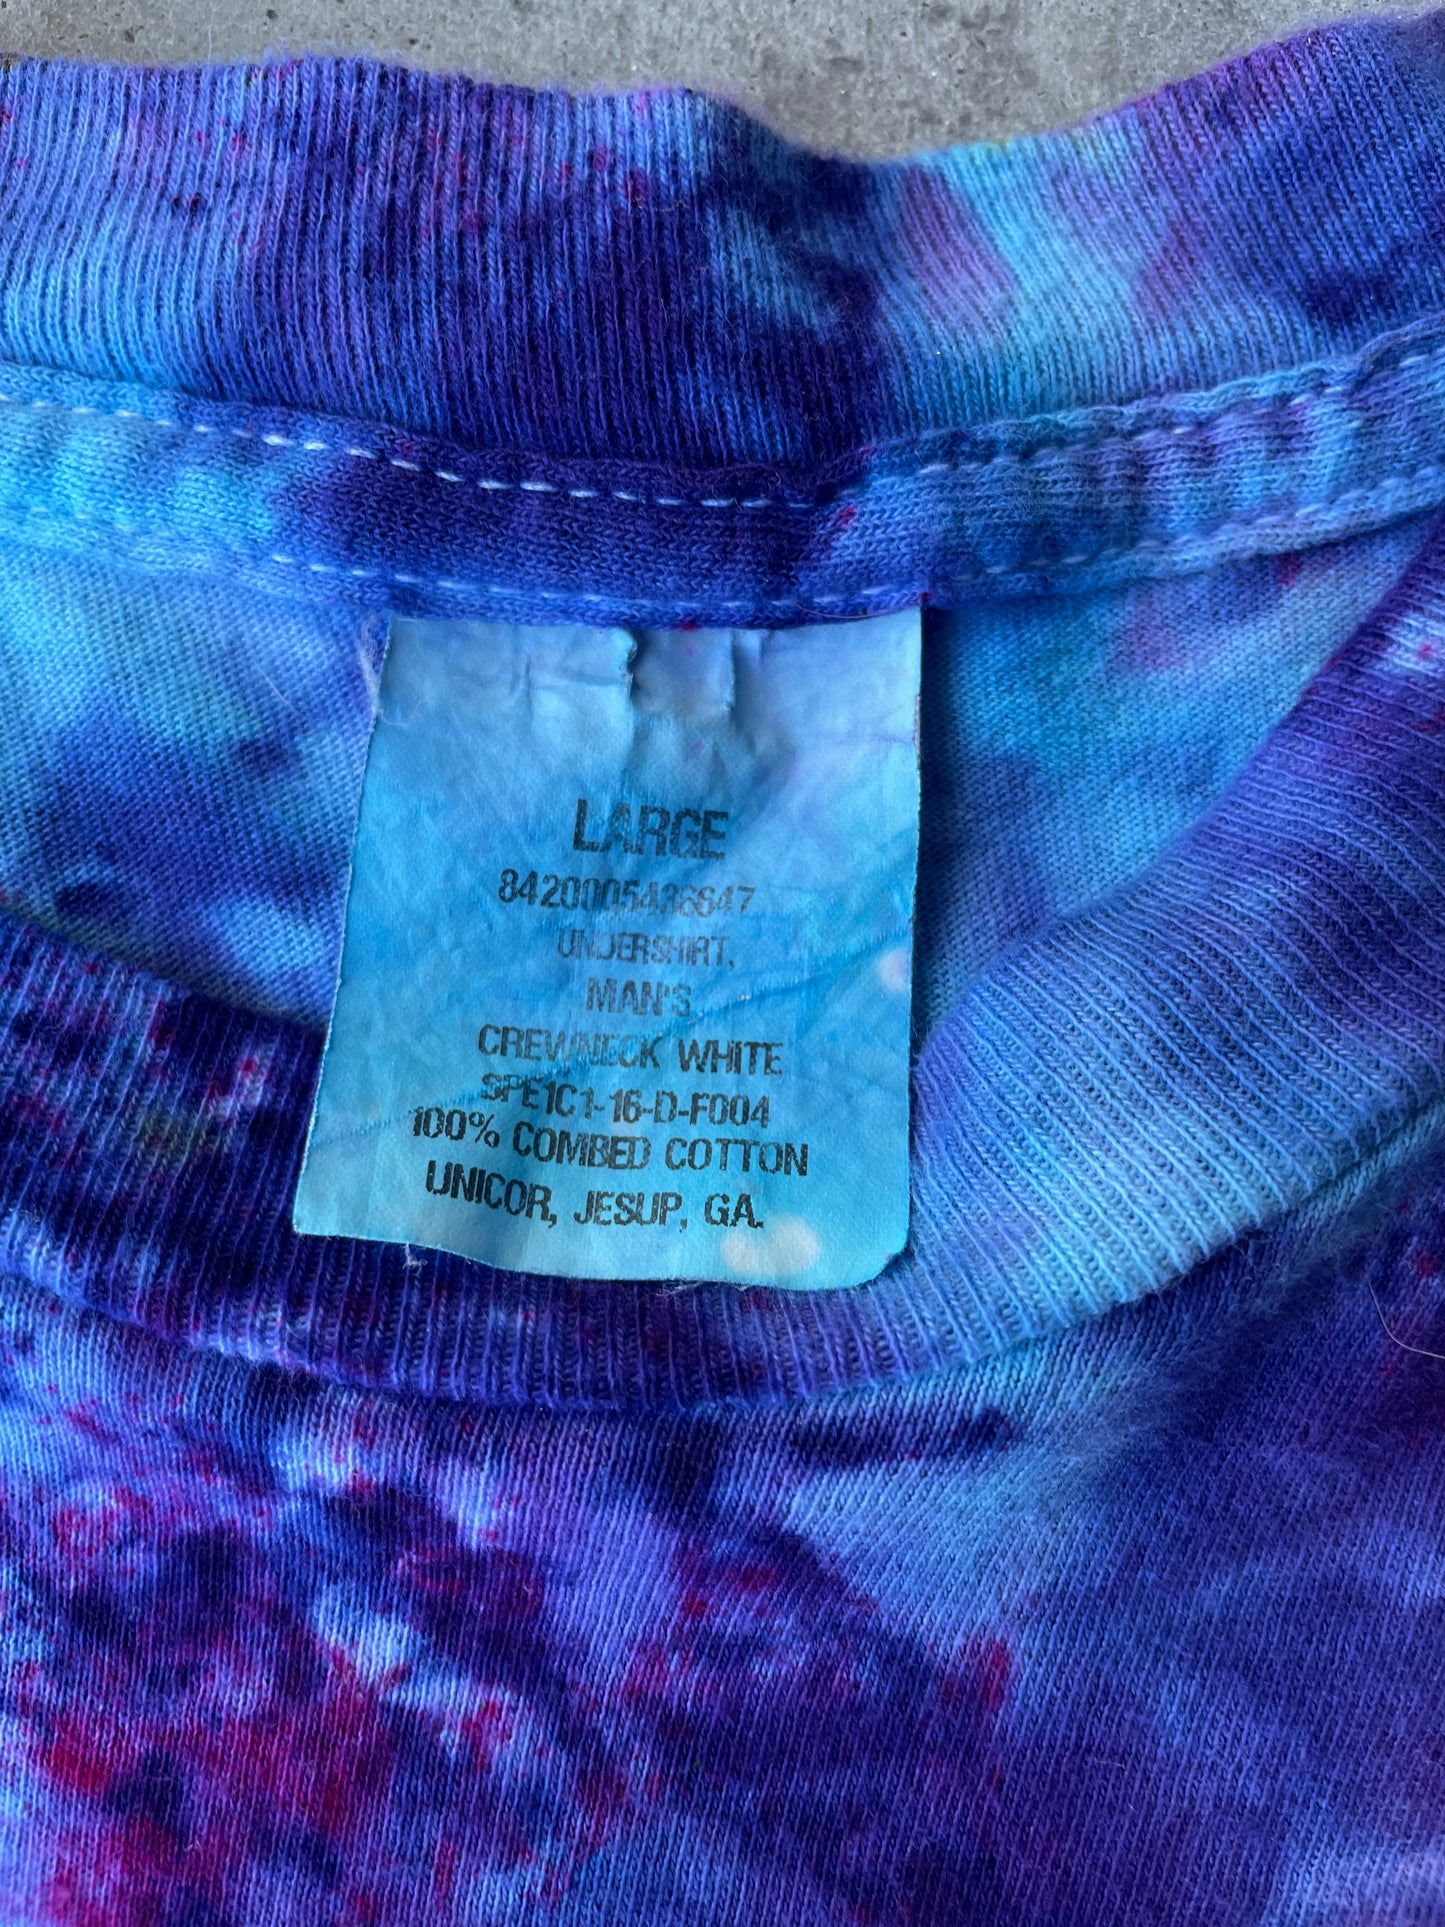 LARGE
8420005436647
UNDERSHIRT,
MAN'S
CREWNECK WHITE
SPE1C1-16-D-F004
100% COMBED COTTON
UNICOR, JESUP, GA.